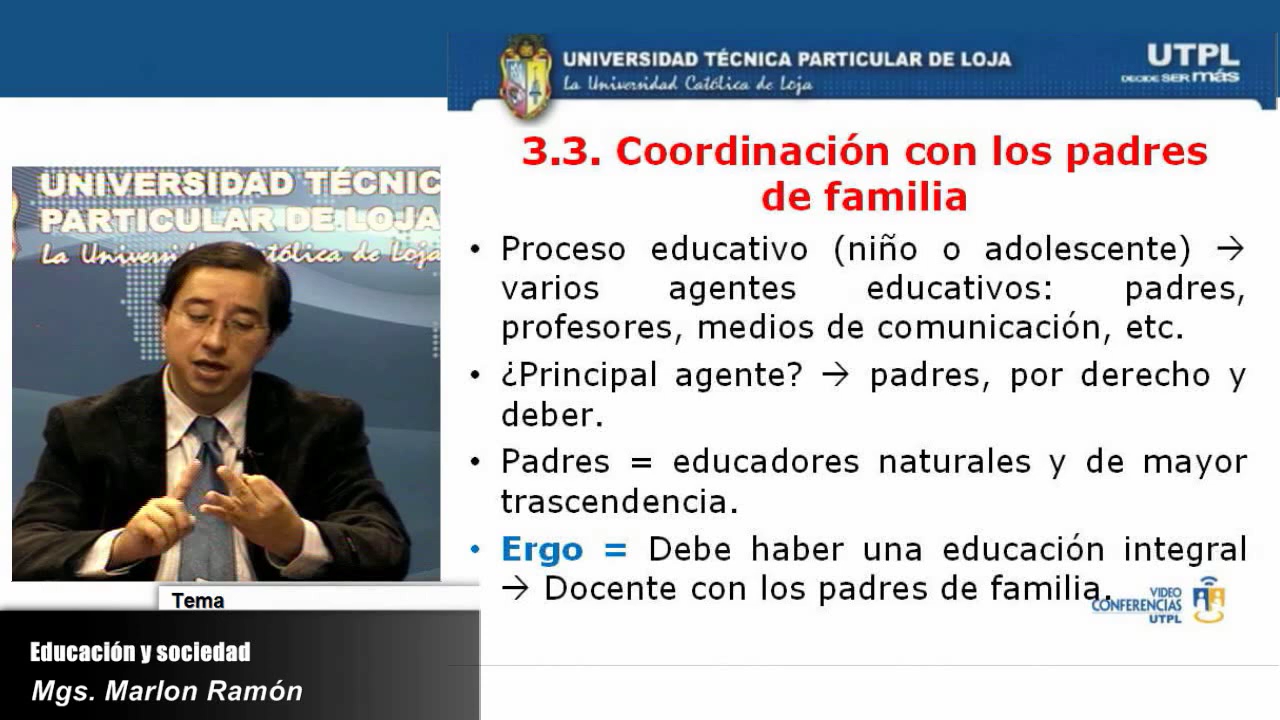 UNIVERSIDAD TÉCNICA PARTICULAR DE LOJA
La Universidad Católica de Loja
UTPL
DECIDE SER más
3.3. Coordinación con los padres
de familia
• Proceso educativo (niño o adolescente) →
varios agentes educativos: padres,
profesores, medios de comunicación, etc.
• ¿Principal agente? → padres, por derecho y
deber.
• Padres = educadores naturales y de mayor
trascendencia.
• Ergo = Debe haber una educación integral
→ Docente con los padres de familia.
VIDEO
CONFERENCIAS
UTPL
UNIVERSIDAD TÉCNIC
PARTICULAR DE LOJA
La Univers Católica de Loja
Tema
Educación y sociedad
Mgs. Marlon Ramón